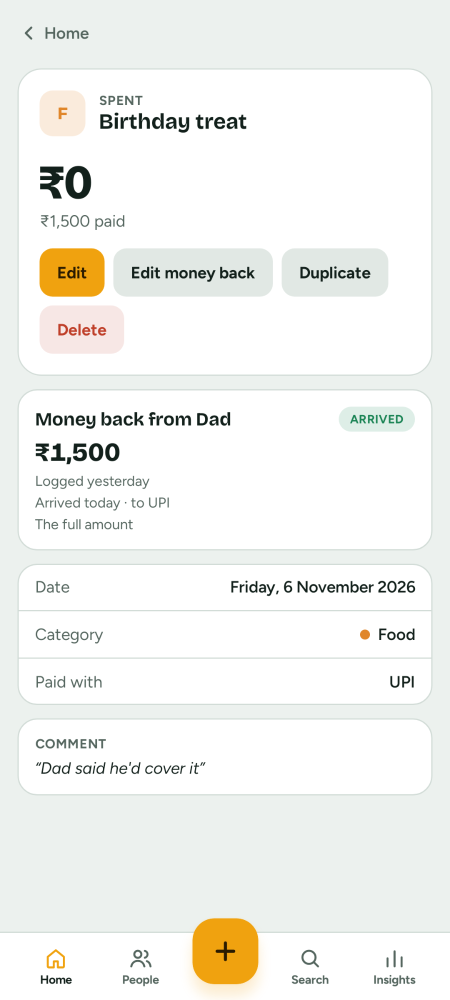 Home
F
SPENT
Birthday treat
₹0
₹1,500 paid
Edit
Edit money back
Duplicate
Delete
Money back from Dad
ARRIVED
₹1,500
Logged yesterday
Arrived today · to UPI
The full amount
Date
Friday, 6 November 2026
Category
Food
Paid with
UPI
COMMENT
“Dad said he'd cover it”
Home
People
Search
Insights